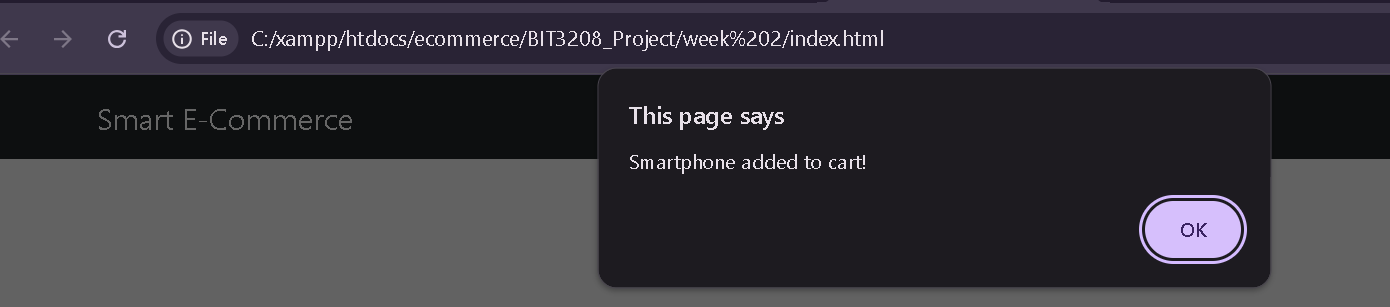 File C:/xampp/htdocs/ecommerce/BIT3208_Project/week%202/index.html
Smart E-Commerce
This page says
Smartphone added to cart!
OK